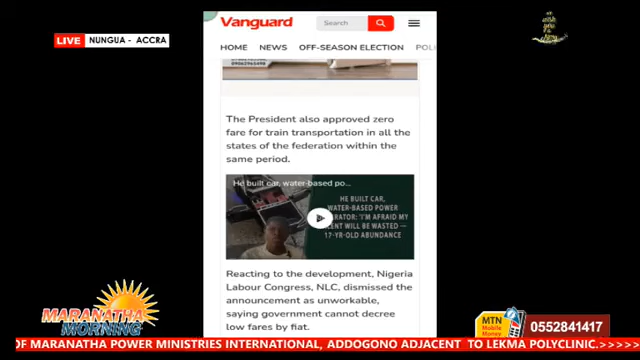 LIVE NUNGUA - ACCRA
Vanguard
Search
HOME NEWS OFF-SEASON ELECTION POLI
09062965498
The President also approved zero
fare for train transportation in all the
states of the federation within the
same period.
He built car, water-based po...
HE BUILT CAR,
WATER-BASED POWER
RATOR: 'I'M AFRAID MY
ENT WILL BE WASTED —
17-YR-OLD ABUNDANCE
Reacting to the development, Nigeria
Labour Congress, NLC, dismissed the
announcement as unworkable,
saying government cannot decree
low fares by fiat.
MARANATHA
MORNING
MTN
Mobile
Money
0552841417
OF MARANATHA POWER MINISTRIES INTERNATIONAL, ADDOGONO ADJACENT TO LEKMA POLYCLINIC.>>>>>